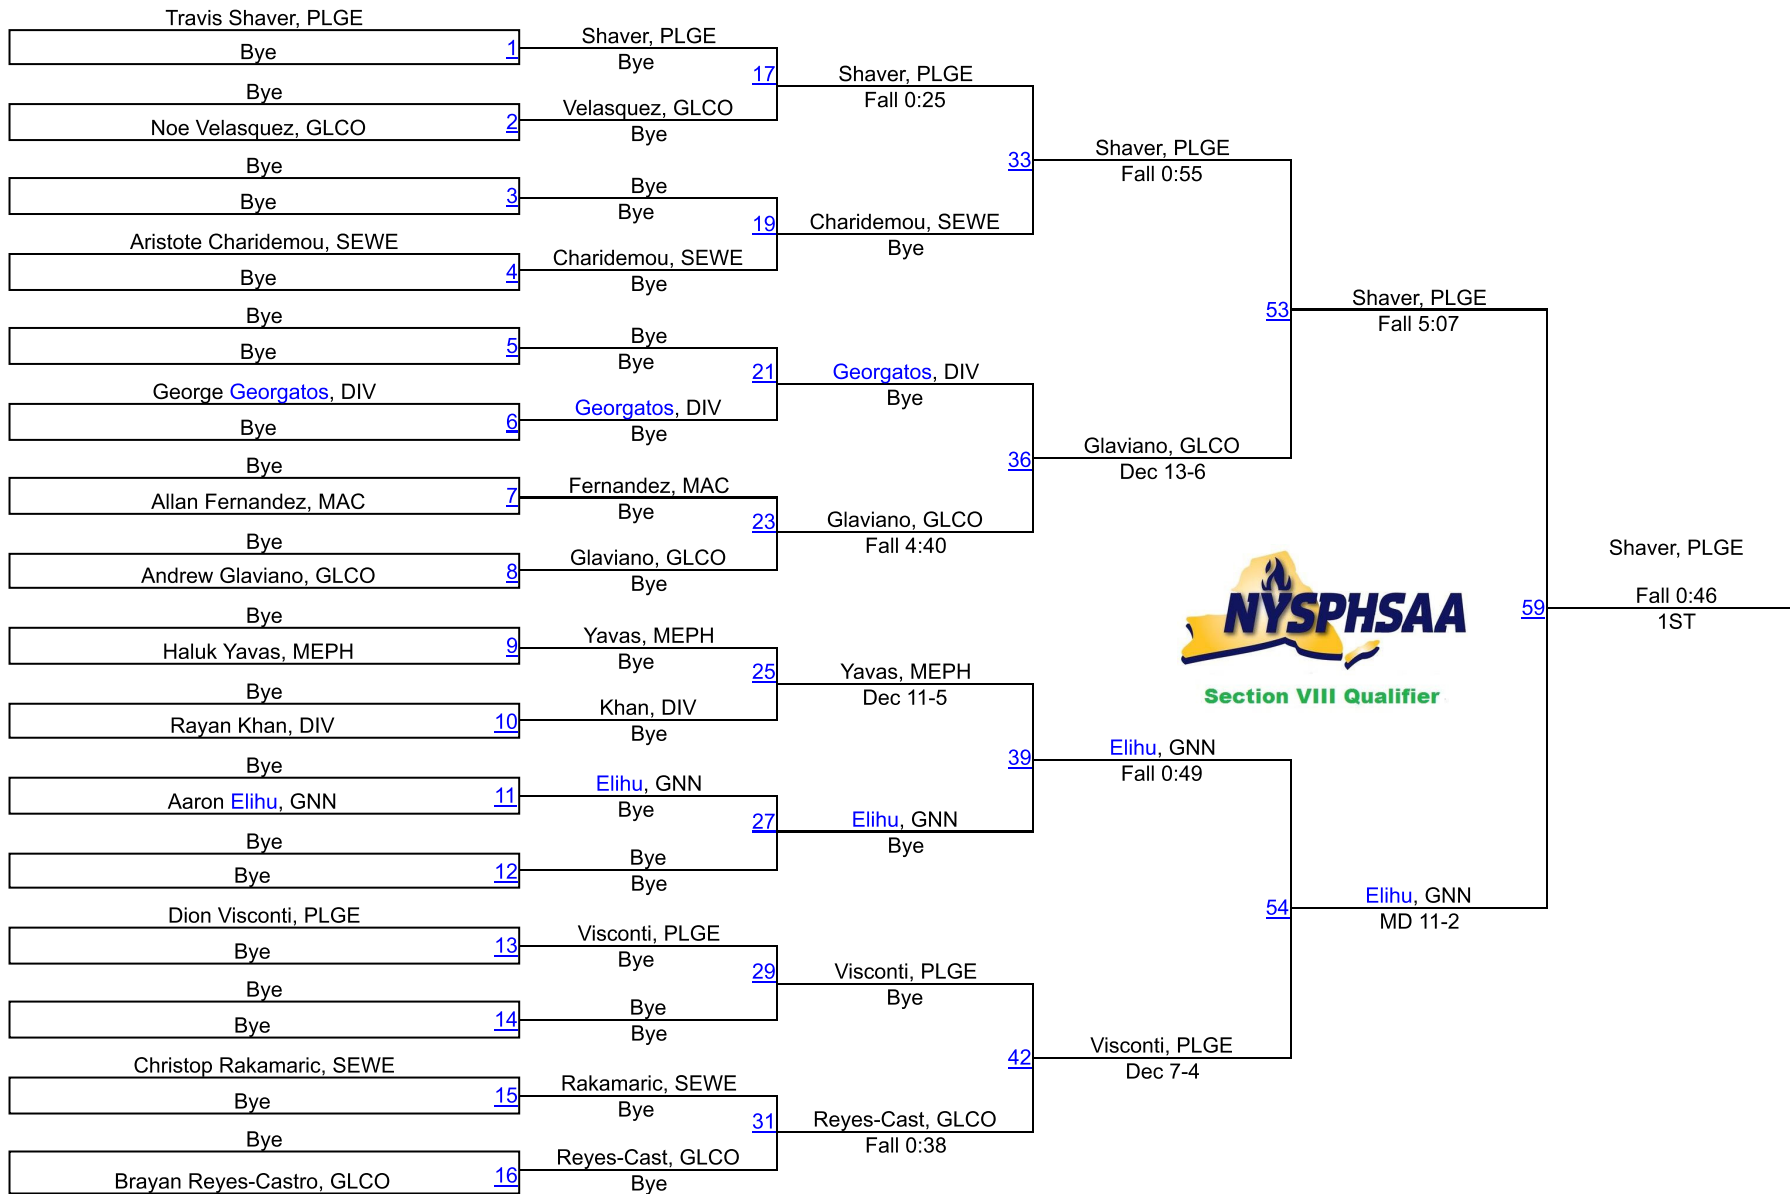 Travis Shaver, PLGE
Bye
1
Bye
Noe Velasquez, GLCO
2
Bye
Bye
3
Aristote Charidemou, SEWE
Bye
4
Bye
Bye
5
George Georgatos, DIV
Bye
6
Bye
Allan Fernandez, MAC
7
Bye
Andrew Glaviano, GLCO
8
Bye
Haluk Yavas, MEPH
9
Bye
Rayan Khan, DIV
10
Bye
Aaron Elihu, GNN
11
Bye
Bye
12
Dion Visconti, PLGE
Bye
13
Bye
Bye
14
Christop Rakamaric, SEWE
Bye
15
Bye
Brayan Reyes-Castro, GLCO
16
Shaver, PLGE
Bye
17
Velasquez, GLCO
Bye
Bye
Bye
19
Charidemou, SEWE
Bye
Bye
Bye
21
Georgatos, DIV
Bye
Fernandez, MAC
Bye
23
Glaviano, GLCO
Bye
Yavas, MEPH
Bye
25
Khan, DIV
Bye
Elihu, GNN
Bye
27
Bye
Bye
Visconti, PLGE
Bye
29
Bye
Bye
Rakamaric, SEWE
Bye
31
Reyes-Cast, GLCO
Bye
Shaver, PLGE
Fall 0:25
33
Charidemou, SEWE
Bye
Georgatos, DIV
Bye
36
Glaviano, GLCO
Fall 4:40
Yavas, MEPH
Dec 11-5
39
Elihu, GNN
Bye
Visconti, PLGE
Bye
42
Reyes-Cast, GLCO
Fall 0:38
Shaver, PLGE
Fall 0:55
53
Glaviano, GLCO
Dec 13-6
NYSPHSAA
Section VIII Qualifier
Elihu, GNN
Fall 0:49
54
Visconti, PLGE
Dec 7-4
Shaver, PLGE
Fall 5:07
59
Elihu, GNN
MD 11-2
Shaver, PLGE
Fall 0:46
1ST